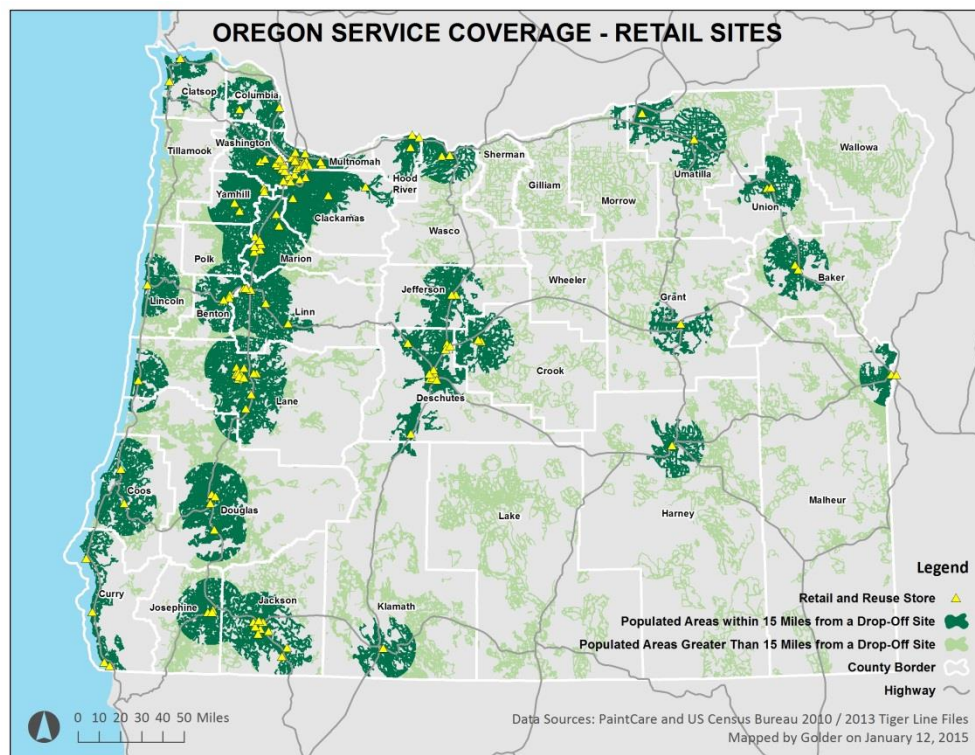 OREGON SERVICE COVERAGE - RETAIL SITES
Clatsop
Columbia
Tillamook
Washington
Multnomah
Hood
River
Sherman
Gilliam
Morrow
Umatilla
Wallowa
Union
Yamhill
Clackamas
Wasco
Polk
Marion
Wheeler
Baker
Jefferson
Grant
Lincoln
Benton
Linn
Crook
Lane
Deschutes
Coos
Douglas
Lake
Harney
Malheur
Curry
Josephine
Jackson
Klamath
Legend
Retail and Reuse Store
Populated Areas within 15 Miles from a Drop-Off Site
Populated Areas Greater Than 15 Miles from a Drop-Off Site
County Border
Highway
0 10 20 30 40 50 Miles
Data Sources: PaintCare and US Census Bureau 2010 / 2013 Tiger Line Files
Mapped by Golder on January 12, 2015